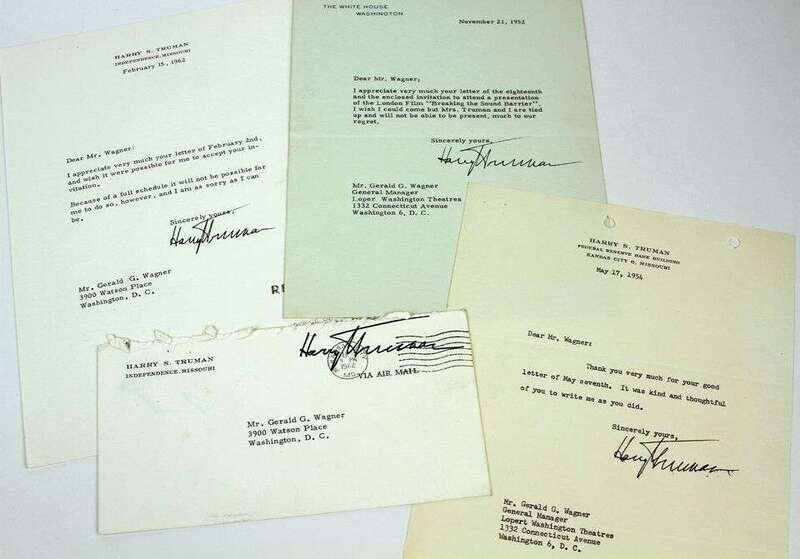 HARRY S. TRUMAN
INDEPENDENCE, MISSOURI
February 15, 1962
Dear Mr. Wagner:
I appreciate very much your letter of February 2nd,
and wish it were possible for me to accept your in-
vitation.
Because of a full schedule it will not be possible for
me to do so, however, and I am as sorry as I can
be.
Sincerely yours,
Harry Truman
Mr. Gerald G. Wagner
3900 Watson Place
Washington, D. C.
RE
THE WHITE HOUSE
WASHINGTON
November 21, 1952
Dear Mr. Wagner:
I appreciate very much your letter of the eighteenth
and the enclosed invitation to attend a presentation
of the London Film "Breaking the Sound Barrier".
I wish I could come but Mrs. Truman and I are tied
up and will not be able to be present, much to our
regret.
Sincerely yours,
Harry Truman
Mr. Gerald G. Wagner
General Manager
Loper Washington Theatres
1332 Connecticut Avenue
Washington 6, D. C.
HARRY S. TRUMAN
INDEPENDENCE, MISSOURI
Harry Truman
1962
VIA AIR MAIL
Mr. Gerald G. Wagner
3900 Watson Place
Washington, D. C.
HARRY S. TRUMAN
FEDERAL RESERVE BANK BUILDING
KANSAS CITY 6, MISSOURI
May 17, 1954
Dear Mr. Wagner:
Thank you very much for your good
letter of May seventh. It was kind and thoughtful
of you to write me as you did.
Sincerely yours,
Harry Truman
Mr. Gerald G. Wagner
General Manager
Lopert Washington Theatres
1332 Connecticut Avenue
Washington 6, D. C.